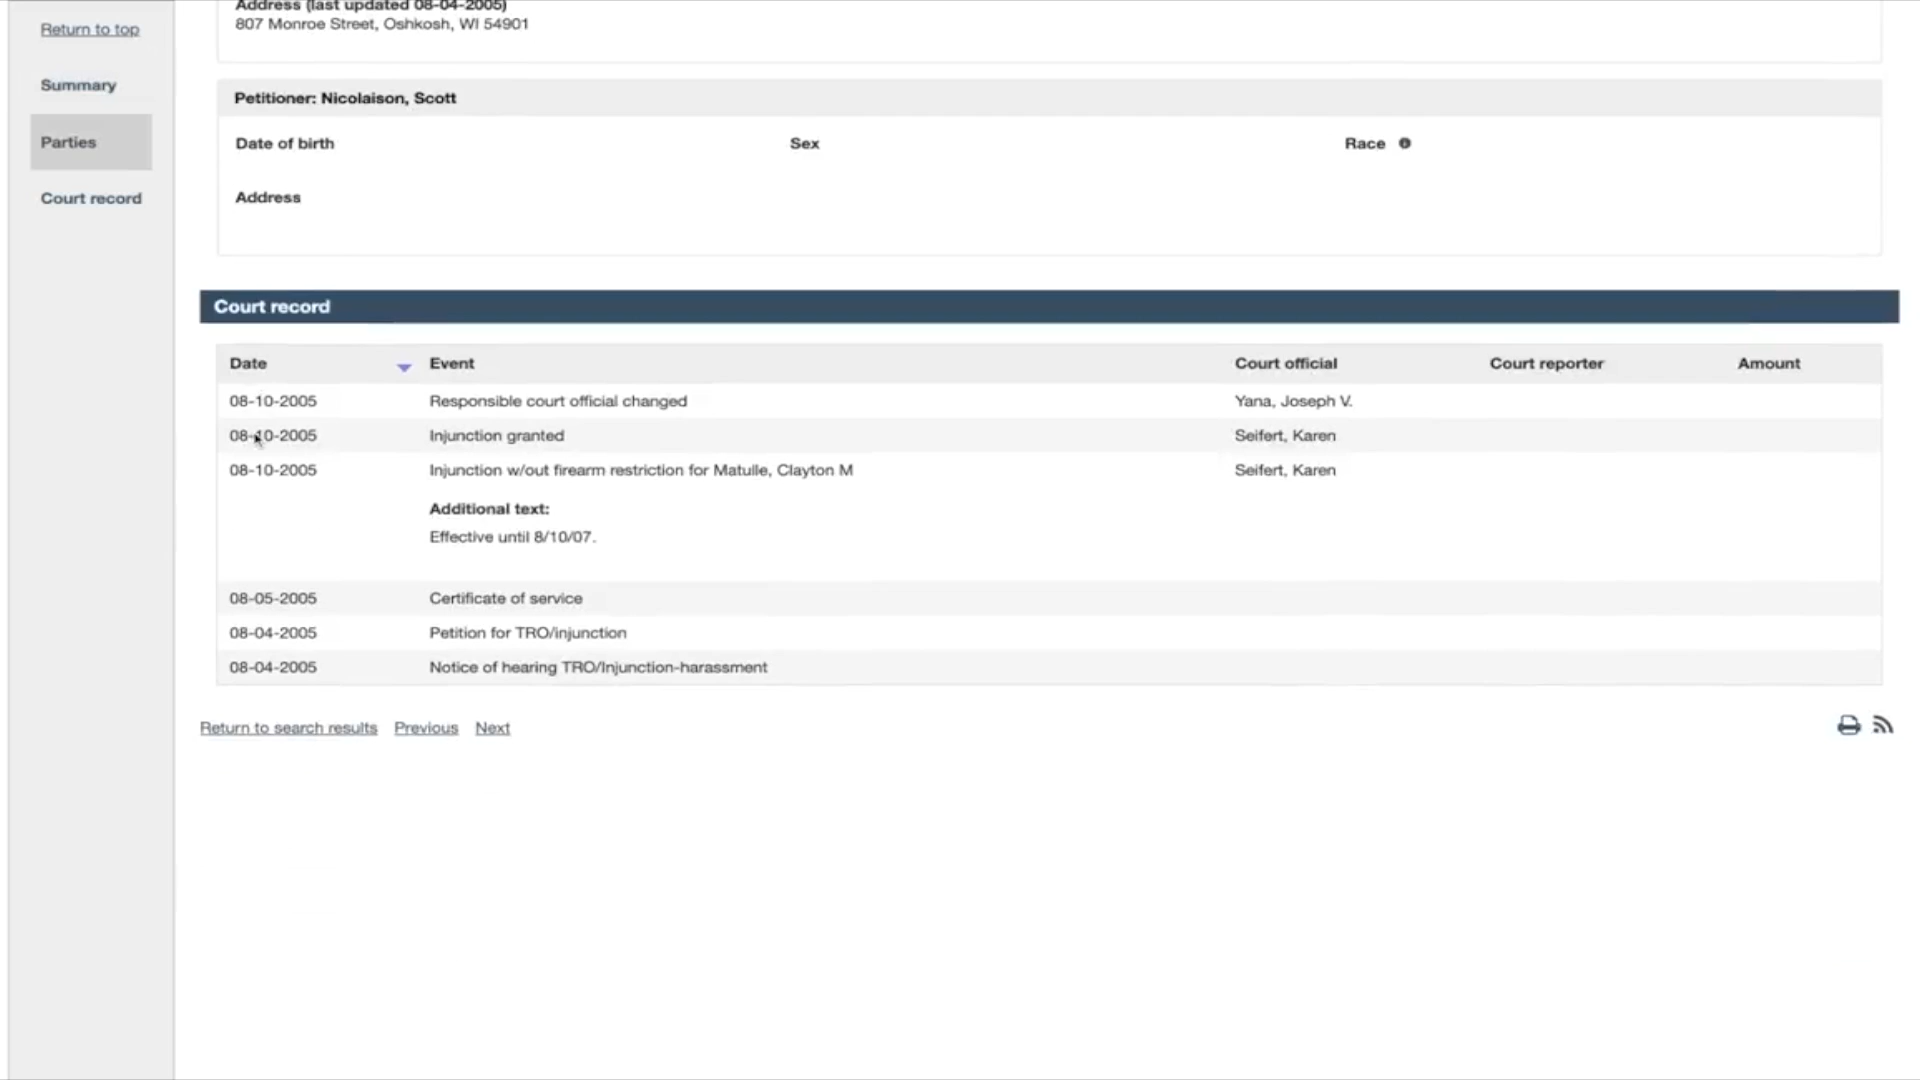 Address (last updated 08-04-2005)
807 Monroe Street, Oshkosh, WI 54901
Return to top
Summary
Parties
Court record
Petitioner: Nicolaison, Scott
Date of birth Sex Race
Address
Court record
Date Event Court official Court reporter Amount
08-10-2005 Responsible court official changed Yana, Joseph V.
08-10-2005 Injunction granted Seifert, Karen
08-10-2005 Injunction w/out firearm restriction for Matulle, Clayton M Seifert, Karen
Additional text:
Effective until 8/10/07.
08-05-2005 Certificate of service
08-04-2005 Petition for TRO/injunction
08-04-2005 Notice of hearing TRO/Injunction-harassment
Return to search results Previous Next